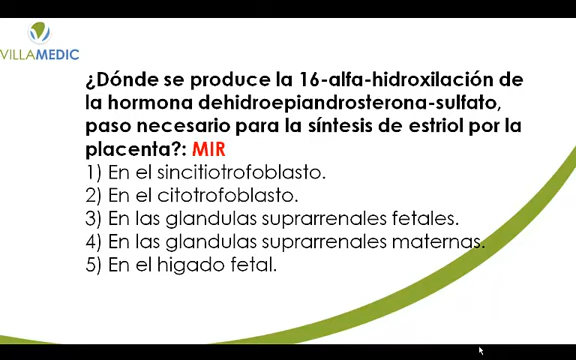 VILLAMEDIC
¿Dónde se produce la 16-alfa-hidroxilación de
la hormona dehidroepiandrosterona-sulfato,
paso necesario para la síntesis de estriol por la
placenta?: MIR
1) En el sincitiotrofoblasto.
2) En el citotrofoblasto.
3) En las glandulas suprarrenales fetales.
4) En las glandulas suprarrenales maternas.
5) En el higado fetal.